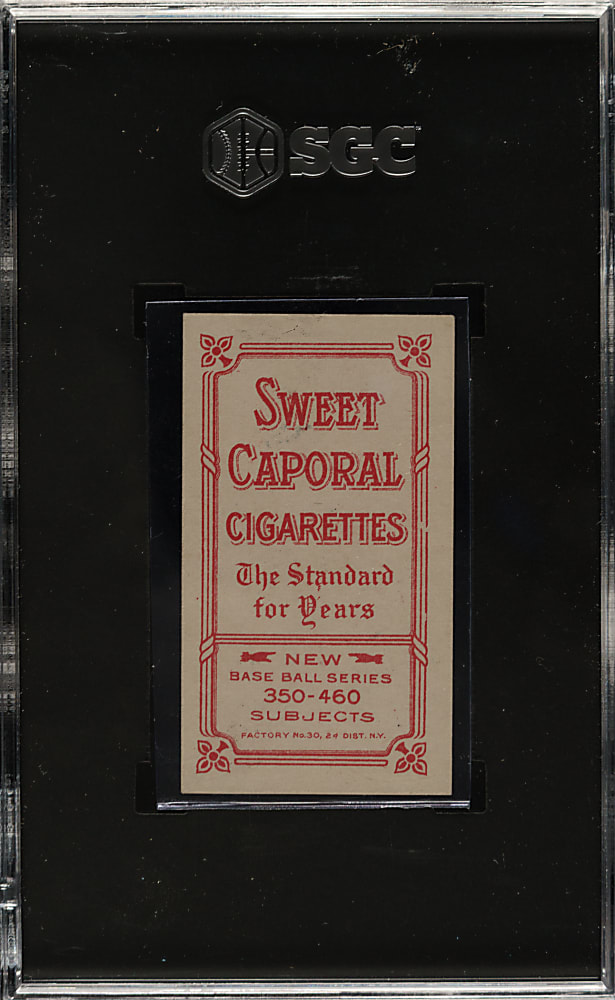 SGC
SWEET
CAPORAL
CIGARETTES
The Standard
for Years
NEW
BASE BALL SERIES
350-460
SUBJECTS
FACTORY No. 30, 2d DIST. N.Y.